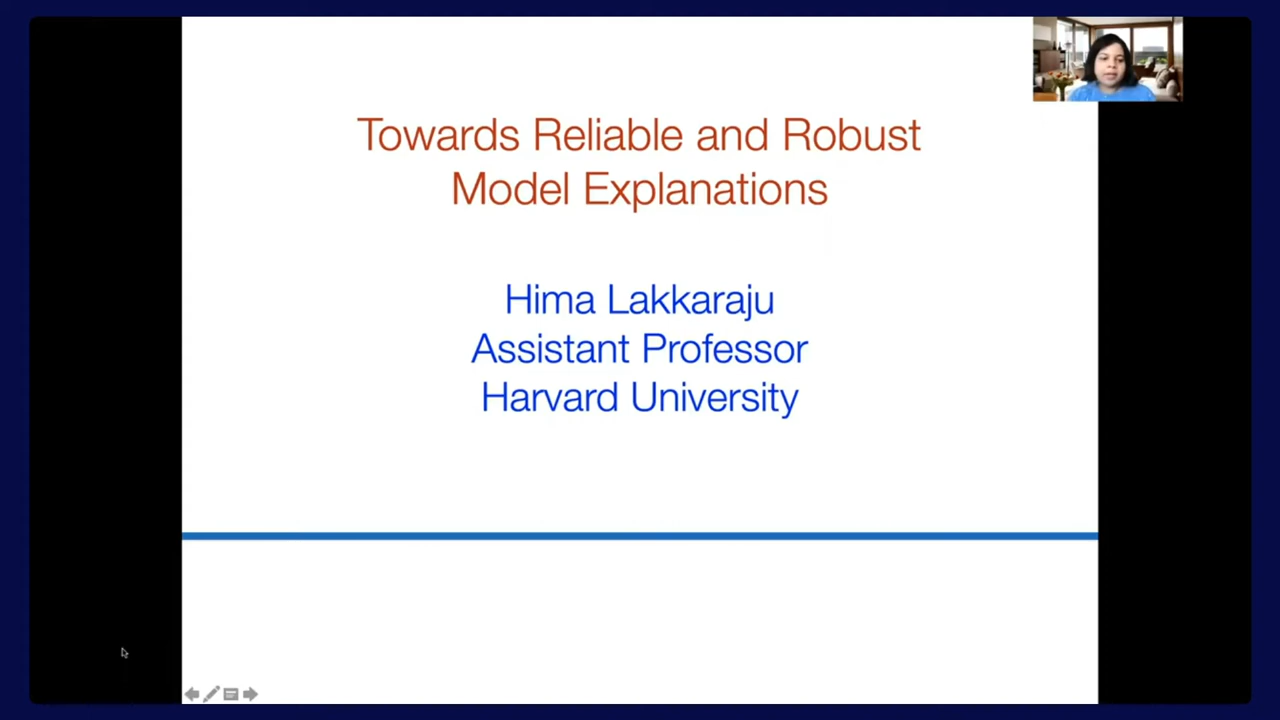 Towards Reliable and Robust
Model Explanations
Hima Lakkaraju
Assistant Professor
Harvard University